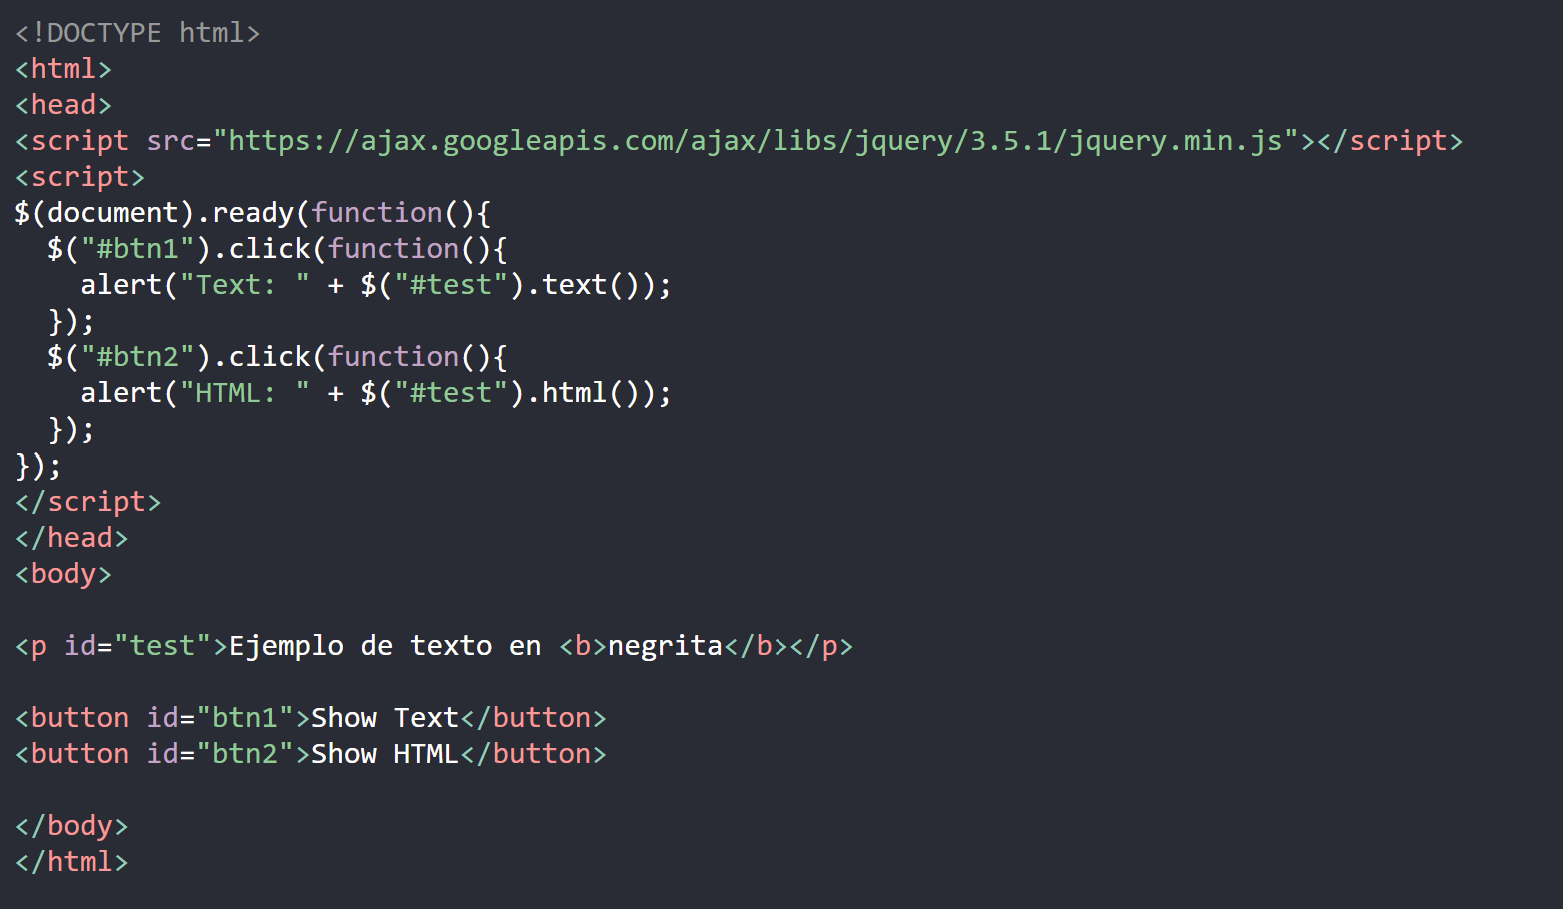 <!DOCTYPE html>
<html>
<head>
<script src="https://ajax.googleapis.com/ajax/libs/jquery/3.5.1/jquery.min.js"></script>
<script>
$(document).ready(function(){
  $("#btn1").click(function(){
    alert("Text: " + $("#test").text());
  });
  $("#btn2").click(function(){
    alert("HTML: " + $("#test").html());
  });
});
</script>
</head>
<body>
<p id="test">Ejemplo de texto en <b>negrita</b></p>
<button id="btn1">Show Text</button>
<button id="btn2">Show HTML</button>
</body>
</html>